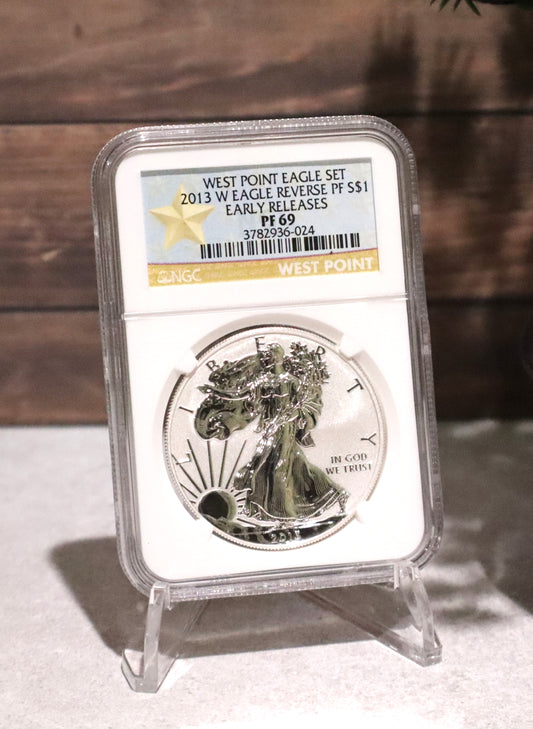 WEST POINT EAGLE SET
2013 W EAGLE REVERSE PF S$1
EARLY RELEASES
PF 69
3782936-024
NGC
WEST POINT
LIBERTY
IN GOD
WE TRUST
2013